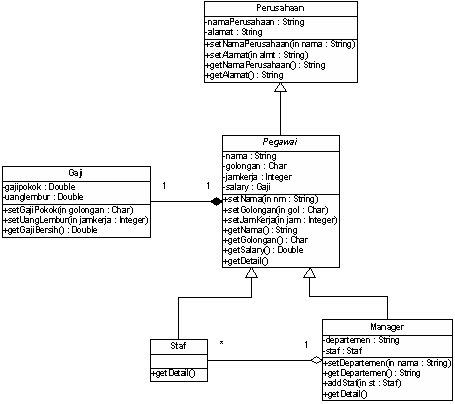 Perusahaan
-namaPerusahaan : String
-alamat : String
+setNamaPerusahaan(in nama : String)
+setAlamat(in almt : String)
+getNamaPerusahaan() : String
+getAlamat() : String
Pegawai
-nama : String
-golongan : Char
-jamkerja : Integer
-salary : Gaji
+setNama(in nm : String)
+setGolongan(in gol : Char)
+setJamKerja(in jam : Integer)
+getNama() : String
+getGolongan() : Char
+getSalary() : Double
+getDetail()
Gaji
-gajipokok : Double
-uanglembur : Double
+setGajiPokok(in golongan : Char)
+setUangLembur(in jamkerja : Integer)
+getGajiBersih() : Double
1
1
Staf
+getDetail()
*
1
Manager
-departemen : String
-staf : Staf
+setDepartemen(in nama : String)
+getDepartemen() : String
+addStaf(in st : Staf)
+getDetail()